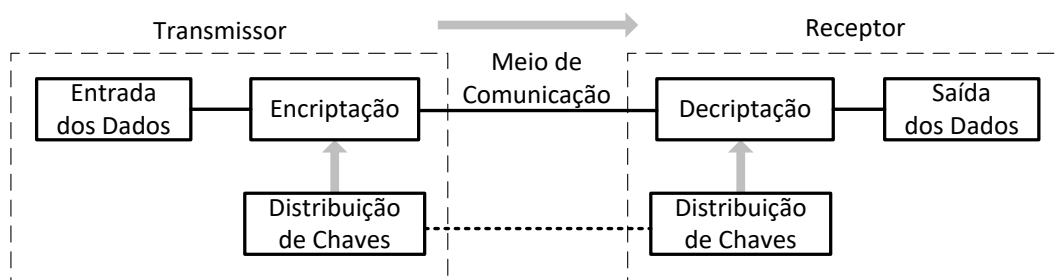 Transmissor
Receptor
Meio de
Comunicação
Entrada
dos Dados
Encriptação
Decriptação
Saída
dos Dados
Distribuição
de Chaves
Distribuição
de Chaves